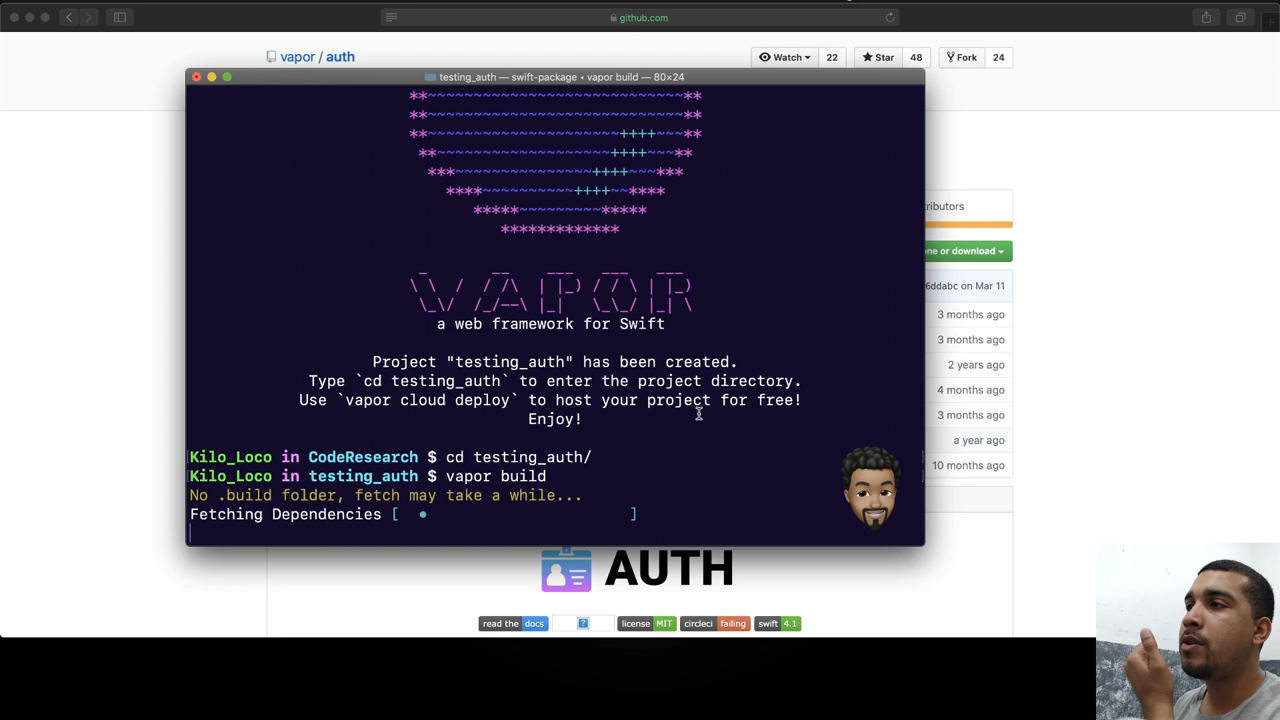 github.com
vapor / auth
Watch 22 Star 48 Fork 24
testing_auth — swift-package • vapor build — 80×24
**~~~~~~~~~~~~~~~~~~~~~~~~~~~~**
**~~~~~~~~~~~~~~~~~~~~~~~~~~~~**
**~~~~~~~~~~~~~~~~~~~~~++++~~~**
**~~~~~~~~~~~~~~~~~~~~++++~~~**
***~~~~~~~~~~~~~~~~~~++++~~~***
****~~~~~~~~~~++++~~****
*****~~~~~~~~~*****
*************
VAPOR
a web framework for Swift
Project "testing_auth" has been created.
Type `cd testing_auth` to enter the project directory.
Use `vapor cloud deploy` to host your project for free!
Enjoy!
Kilo_Loco in CodeResearch $ cd testing_auth/
Kilo_Loco in testing_auth $ vapor build
No .build folder, fetch may take a while...
Fetching Dependencies [ • ]
ributors
ne or download
6ddabc on Mar 11
3 months ago
3 months ago
2 years ago
4 months ago
3 months ago
a year ago
10 months ago
AUTH
read the docs ? license MIT circleci failing swift 4.1